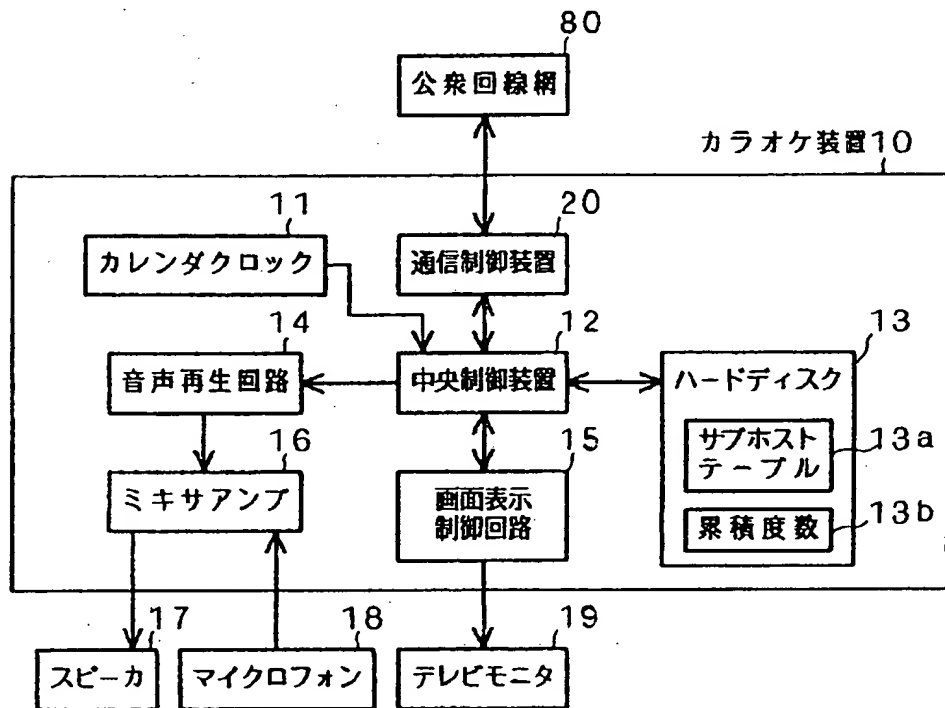 80
公衆回線網
カラオケ装置10
11
20
カレンダクロック
通信制御装置
14
12
13
音声再生回路
中央制御装置
ハードディスク
サブホスト
テーブル
13a
16
15
ミキサアンプ
画面表示
制御回路
累積度数
13b
17
18
19
スピーカ
マイクロフォン
テレビモニタ